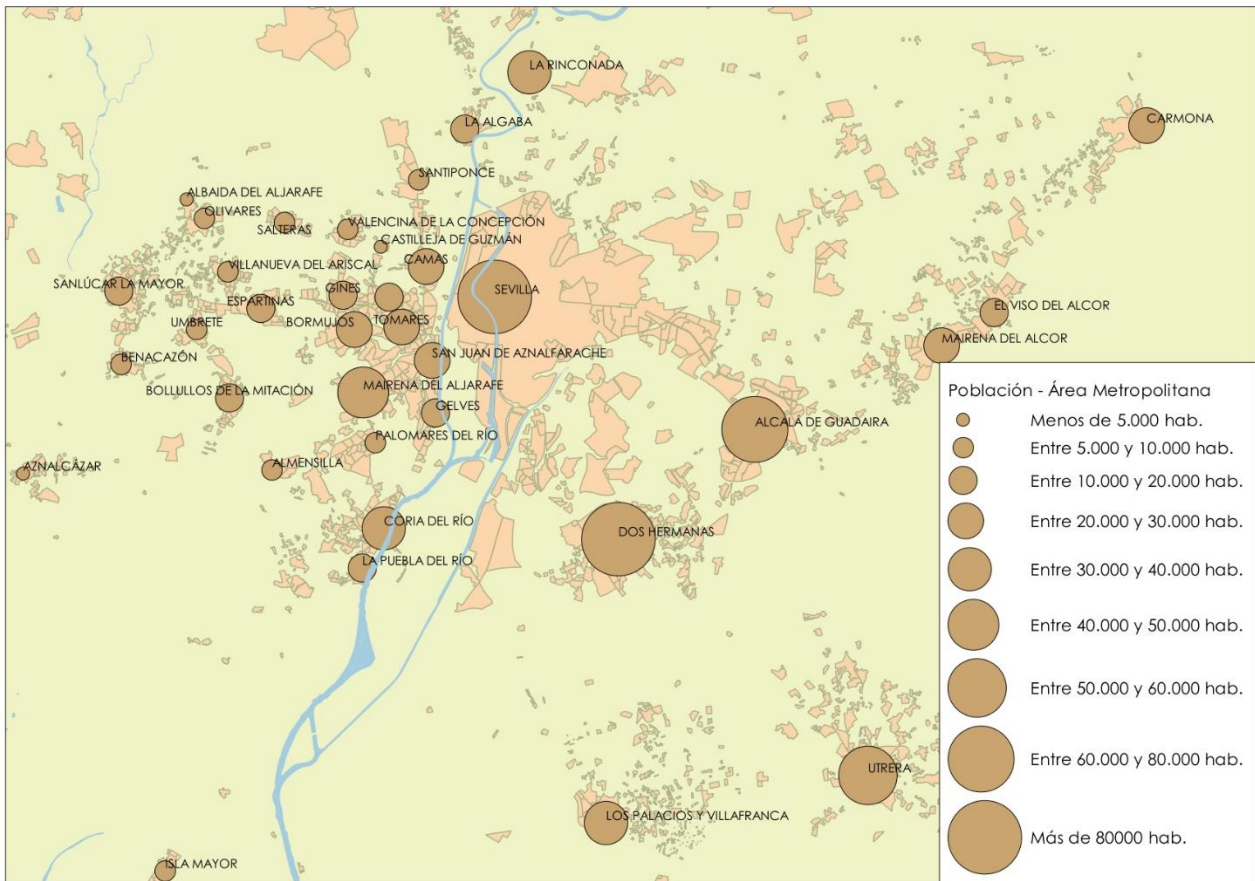 LA RINCONADA
LA ALGABA
CARMONA
SANTIPONCE
ALBAIDA DEL ALJARAFE
OLIVARES
SALTERAS
VALENCINA DE LA CONCEPCIÓN
CASTILLEJA DE GUZMÁN
CAMAS
VILLANUEVA DEL ARISCAL
SANLÚCAR LA MAYOR
GINES
SEVILLA
ESPARTINAS
EL VISO DEL ALCOR
UMBRETE
BORMUJOS
TOMARES
MAIRENA DEL ALCOR
SAN JUAN DE AZNALFARACHE
BENACAZÓN
MAIRENA DEL ALJARAFE
BOLLULLOS DE LA MITACIÓN
GELVES
ALCALÁ DE GUADAIRA
PALOMARES DEL RÍO
AZNALCÁZAR
ALMENSILLA
CORIA DEL RÍO
DOS HERMANAS
LA PUEBLA DEL RÍO
UTRERA
LOS PALACIOS Y VILLAFRANCA
ISLA MAYOR
Población - Área Metropolitana
Menos de 5.000 hab.
Entre 5.000 y 10.000 hab.
Entre 10.000 y 20.000 hab.
Entre 20.000 y 30.000 hab.
Entre 30.000 y 40.000 hab.
Entre 40.000 y 50.000 hab.
Entre 50.000 y 60.000 hab.
Entre 60.000 y 80.000 hab.
Más de 80000 hab.